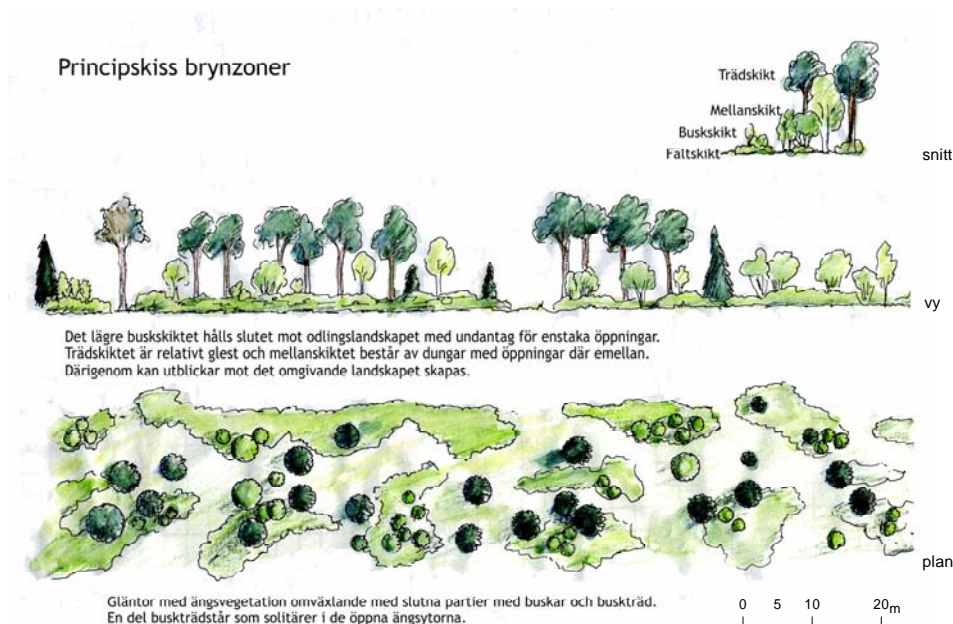 Principskiss brynzoner
Trädskikt
Mellanskikt
Buskskikt
Fältskikt
snitt
vy
Det lägre buskskiktet hålls slutet mot odlingslandskapet med undantag för enstaka öppningar.
Trädskiktet är relativt glest och mellanskiktet består av dungar med öppningar där emellan.
Därigenom kan utblickar mot det omgivande landskapet skapas.
plan
Gläntor med ängsvegetation omväxlande med slutna partier med buskar och buskträd.
En del buskträdstår som solitärer i de öppna ängsytorna.
0 5 10 20m